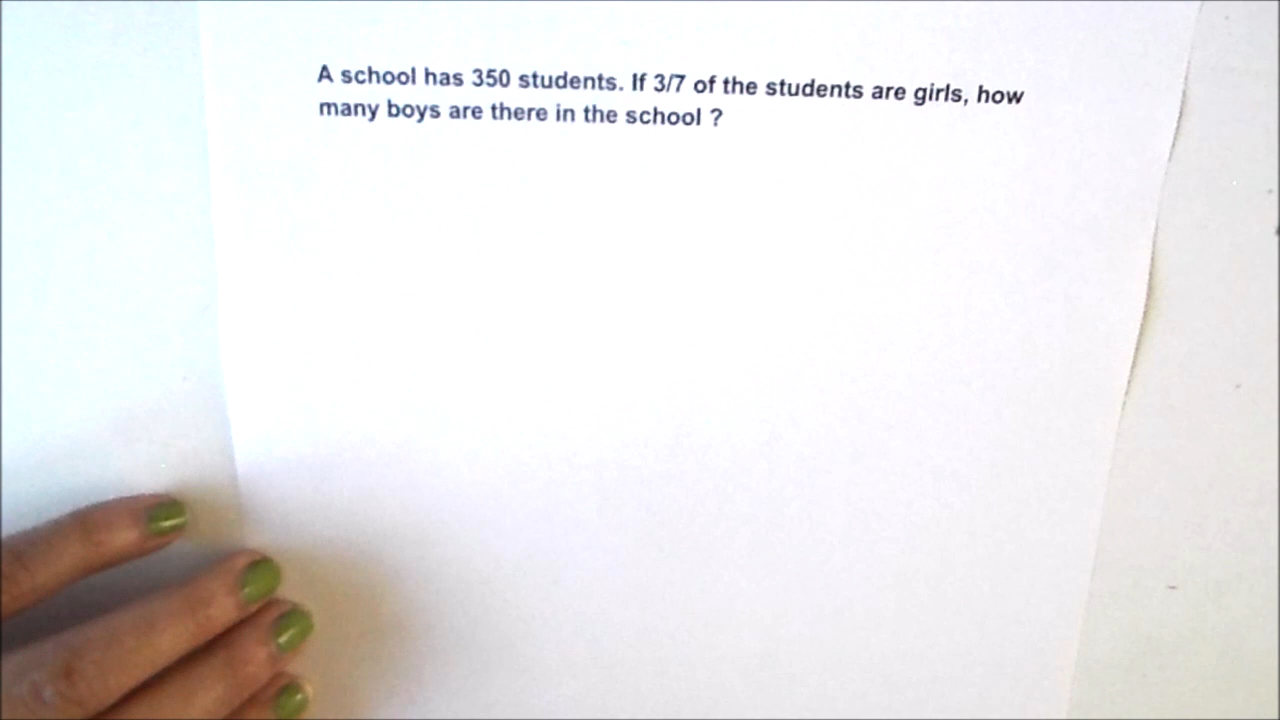 A school has 350 students. If 3/7 of the students are girls, how
many boys are there in the school ?